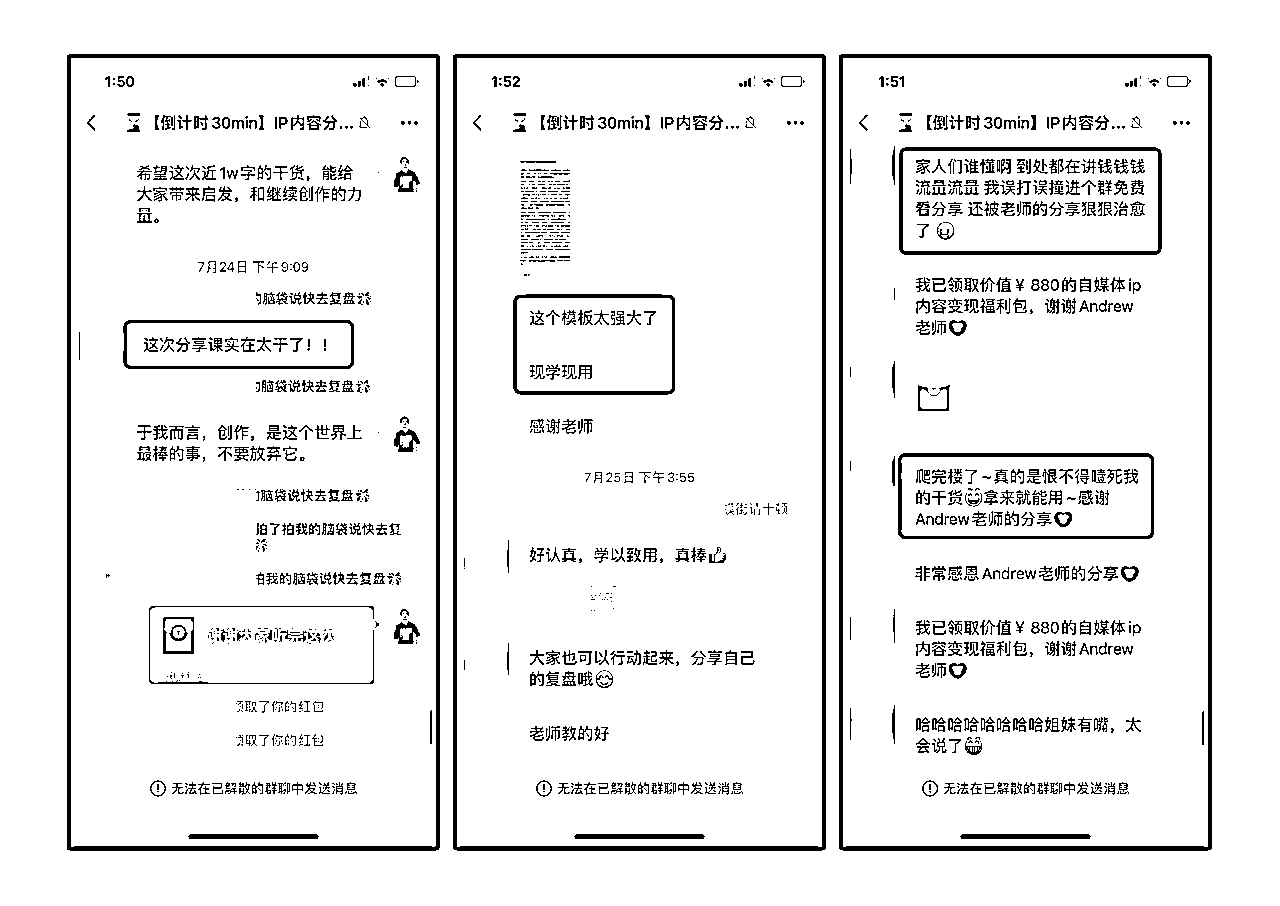 1:50
【倒计时30min】IP内容分...
希望这次近1w字的干货，能给
大家带来启发，和继续创作的力
量。
7月24日 下午9:09
脑袋说快去复盘
这次分享课实在太干了！！
脑袋说快去复盘
于我而言，创作，是这个世界上
最棒的事，不要放弃它。
脑袋说快去复盘
拍了拍我的脑袋说快去复
我的脑袋说快去复盘
取了你的红包
取了你的红包
无法在已解散的群聊中发送消息
1:52
【倒计时30min】IP内容分...
这个模板太强大了
现学现用
感谢老师
7月25日 下午3:55
好认真，学以致用，真棒
大家也可以行动起来，分享自己
的复盘哦
老师教的好
无法在已解散的群聊中发送消息
1:51
【倒计时30min】IP内容分...
家人们谁懂啊 到处都在讲钱钱钱
流量流量 我误打误撞进个群免费
看分享 还被老师的分享狠狠治愈
了
我已领取价值¥ 880的自媒体ip
内容变现福利包，谢谢Andrew
老师
爬完楼了~真的是恨不得噎死我
的干货拿来就能用~感谢
Andrew老师的分享
非常感恩Andrew老师的分享
我已领取价值¥ 880的自媒体ip
内容变现福利包，谢谢Andrew
老师
哈哈哈哈哈哈哈哈姐妹有嘴，太
会说了
无法在已解散的群聊中发送消息